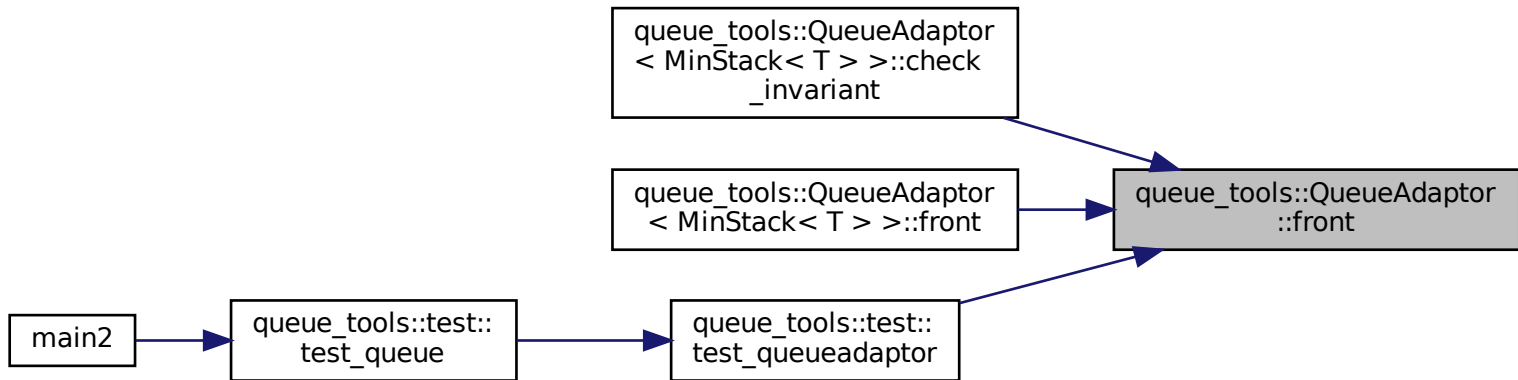 queue_tools::QueueAdaptor
< MinStack< T > >::check
_invariant
queue_tools::QueueAdaptor
< MinStack< T > >::front
queue_tools::QueueAdaptor
::front
main2
queue_tools::test::
test_queue
queue_tools::test::
test_queueadaptor